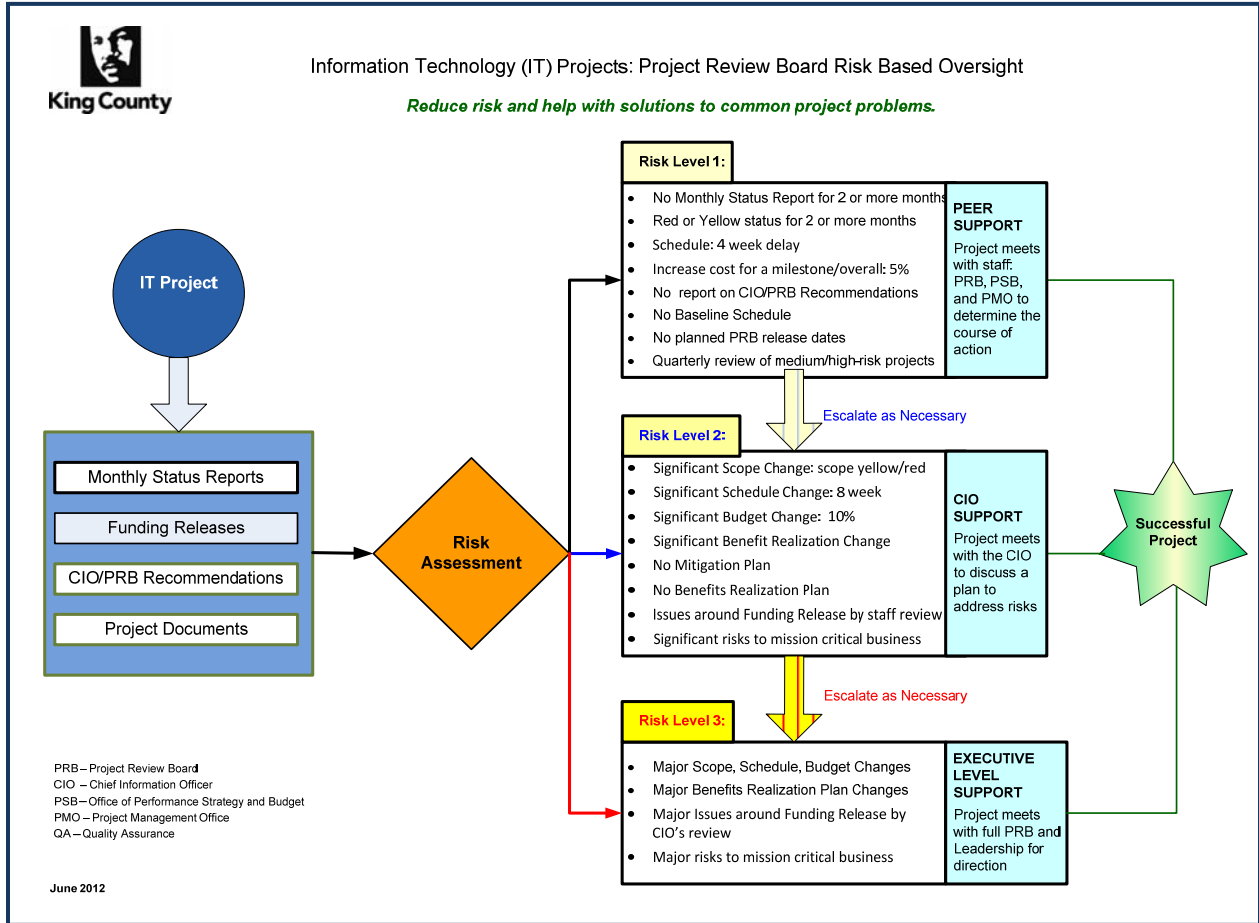 King County
Information Technology (IT) Projects: Project Review Board Risk Based Oversight
Reduce risk and help with solutions to common project problems.
IT Project
Monthly Status Reports
Funding Releases
CIO/PRB Recommendations
Project Documents
Risk
Assessment
Risk Level 1:
• No Monthly Status Report for 2 or more months
• Red or Yellow status for 2 or more months
• Schedule: 4 week delay
• Increase cost for a milestone/overall: 5%
• No report on CIO/PRB Recommendations
• No Baseline Schedule
• No planned PRB release dates
• Quarterly review of medium/high-risk projects
PEER
SUPPORT
Project meets
with staff:
PRB, PSB,
and PMO to
determine the
course of
action
Escalate as Necessary
Risk Level 2:
• Significant Scope Change: scope yellow/red
• Significant Schedule Change: 8 week
• Significant Budget Change: 10%
• Significant Benefit Realization Change
• No Mitigation Plan
• No Benefits Realization Plan
• Issues around Funding Release by staff review
• Significant risks to mission critical business
CIO
SUPPORT
Project meets
with the CIO
to discuss a
plan to
address risks
Escalate as Necessary
Risk Level 3:
• Major Scope, Schedule, Budget Changes
• Major Benefits Realization Plan Changes
• Major Issues around Funding Release by
CIO's review
• Major risks to mission critical business
EXECUTIVE
LEVEL
SUPPORT
Project meets
with full PRB and
Leadership for
direction
Successful
Project
PRB – Project Review Board
CIO – Chief Information Officer
PSB – Office of Performance Strategy and Budget
PMO – Project Management Office
QA – Quality Assurance
June 2012